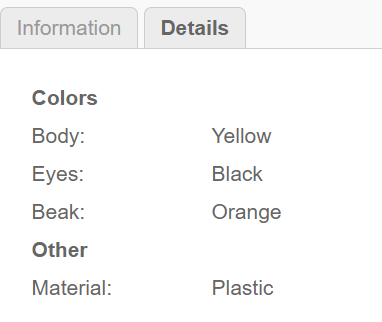 Information Details
Colors
Body: Yellow
Eyes: Black
Beak: Orange
Other
Material: Plastic